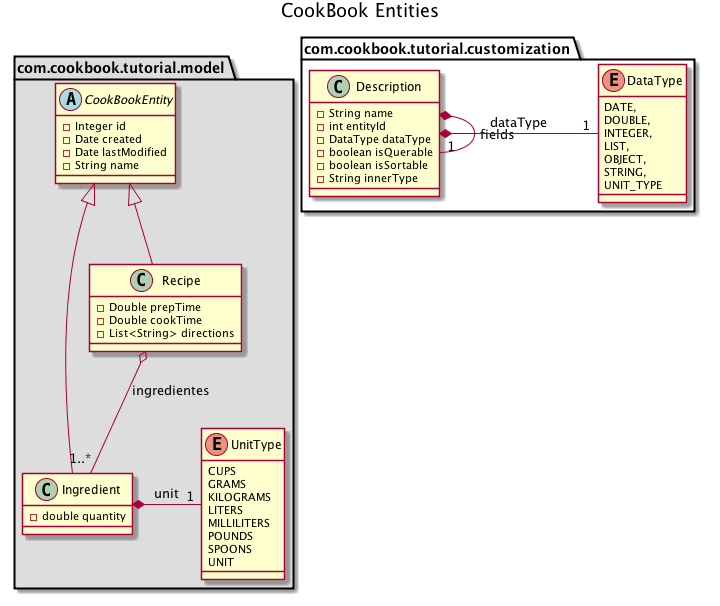 CookBook Entities
com.cookbook.tutorial.model
A CookBookEntity
Integer id
Date created
Date lastModified
String name
C Recipe
Double prepTime
Double cookTime
List<String> directions
ingredientes
1..*
C Ingredient
double quantity
unit 1
E UnitType
CUPS
GRAMS
KILOGRAMS
LITERS
MILLILITERS
POUNDS
SPOONS
UNIT
com.cookbook.tutorial.customization
C Description
String name
int entityId
DataType dataType
boolean isQuerable
boolean isSortable
String innerType
dataType 1
fields
1
E DataType
DATE,
DOUBLE,
INTEGER,
LIST,
OBJECT,
STRING,
UNIT_TYPE